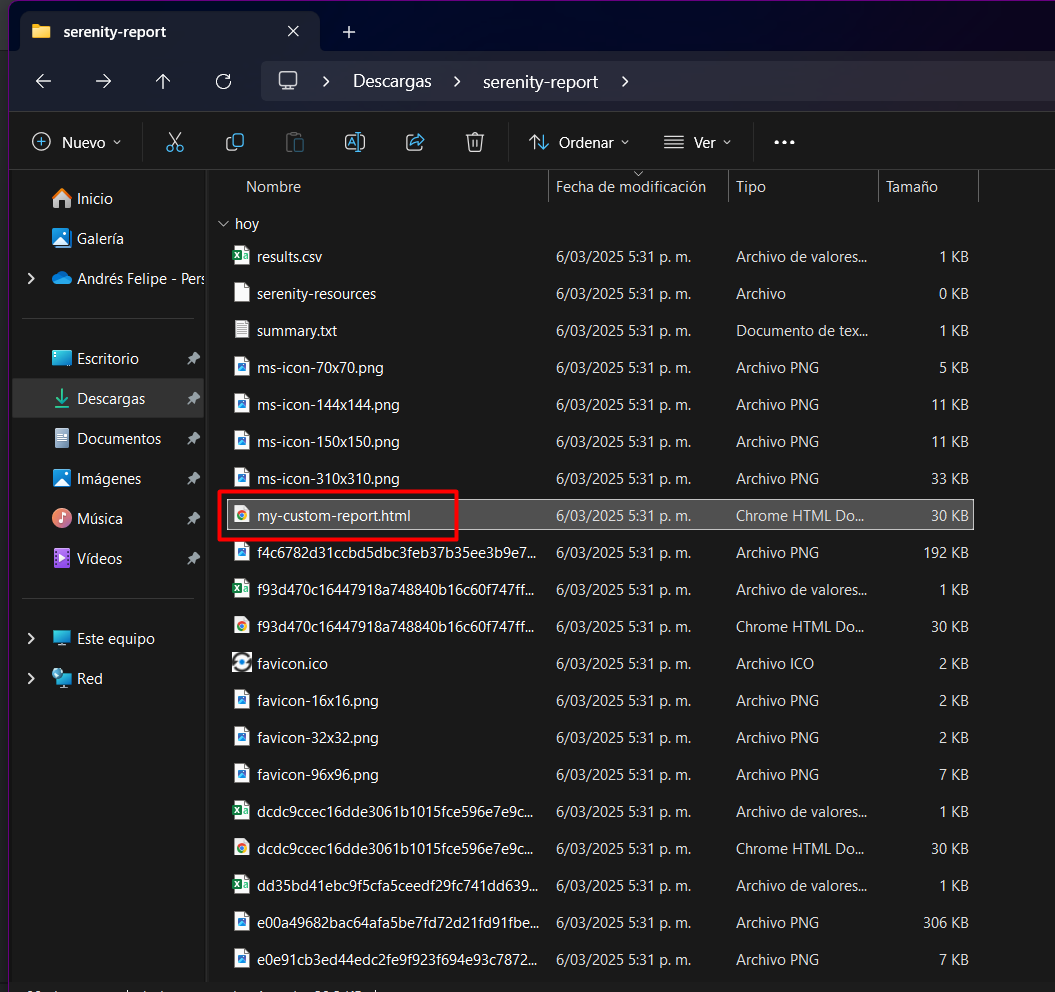 serenity-report
Descargas > serenity-report >
Nuevo Ordenar Ver
Nombre Fecha de modificación Tipo Tamaño
Inicio
Galería
Andrés Felipe - Pers
Escritorio
Descargas
Documentos
Imágenes
Música
Vídeos
Este equipo
Red
hoy
results.csv 6/03/2025 5:31 p. m. Archivo de valores... 1 KB
serenity-resources 6/03/2025 5:31 p. m. Archivo 0 KB
summary.txt 6/03/2025 5:31 p. m. Documento de tex... 1 KB
ms-icon-70x70.png 6/03/2025 5:31 p. m. Archivo PNG 5 KB
ms-icon-144x144.png 6/03/2025 5:31 p. m. Archivo PNG 11 KB
ms-icon-150x150.png 6/03/2025 5:31 p. m. Archivo PNG 11 KB
ms-icon-310x310.png 6/03/2025 5:31 p. m. Archivo PNG 33 KB
my-custom-report.html 6/03/2025 5:31 p. m. Chrome HTML Do... 30 KB
f4c6782d31ccbd5dbc3feb37b35ee3b9e7... 6/03/2025 5:31 p. m. Archivo PNG 192 KB
f93d470c16447918a748840b16c60f747ff... 6/03/2025 5:31 p. m. Archivo de valores... 1 KB
f93d470c16447918a748840b16c60f747ff... 6/03/2025 5:31 p. m. Chrome HTML Do... 30 KB
favicon.ico 6/03/2025 5:31 p. m. Archivo ICO 2 KB
favicon-16x16.png 6/03/2025 5:31 p. m. Archivo PNG 2 KB
favicon-32x32.png 6/03/2025 5:31 p. m. Archivo PNG 2 KB
favicon-96x96.png 6/03/2025 5:31 p. m. Archivo PNG 7 KB
dcdc9ccec16dde3061b1015fce596e7e9c... 6/03/2025 5:31 p. m. Archivo de valores... 1 KB
dcdc9ccec16dde3061b1015fce596e7e9c... 6/03/2025 5:31 p. m. Chrome HTML Do... 30 KB
dd35bd41ebc9f5cfa5ceedf29fc741dd639... 6/03/2025 5:31 p. m. Archivo de valores... 1 KB
e00a49682bac64afa5be7fd72d21fd91fbe... 6/03/2025 5:31 p. m. Archivo PNG 306 KB
e0e91cb3ed44edc2fe9f923f694e93c7872... 6/03/2025 5:31 p. m. Archivo PNG 7 KB